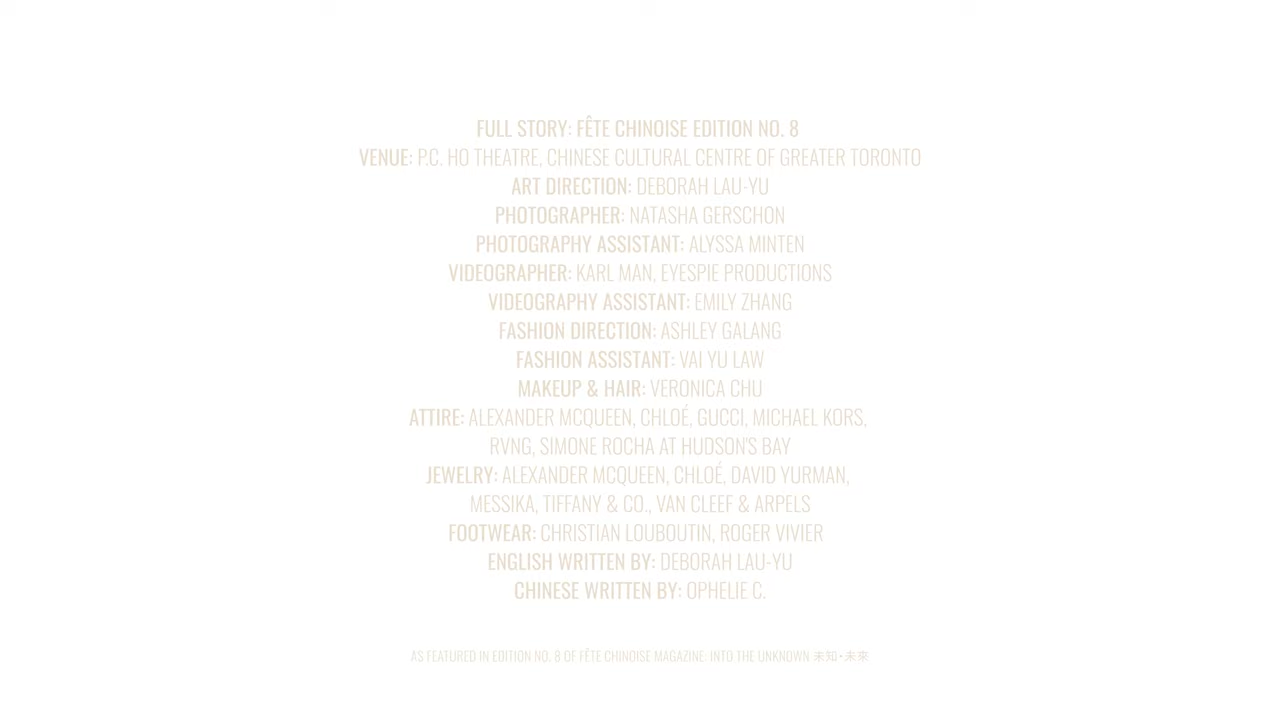 FULL STORY: FÊTE CHINOISE EDITION NO. 8
VENUE: P.C. HO THEATRE, CHINESE CULTURAL CENTRE OF GREATER TORONTO
ART DIRECTION: DEBORAH LAU-YU
PHOTOGRAPHER: NATASHA GERSCHON
PHOTOGRAPHY ASSISTANT: ALYSSA MINTEN
VIDEOGRAPHER: KARL MAN, EYESPIE PRODUCTIONS
VIDEOGRAPHY ASSISTANT: EMILY ZHANG
FASHION DIRECTION: ASHLEY GALANG
FASHION ASSISTANT: VAI YU LAW
MAKEUP & HAIR: VERONICA CHU
ATTIRE: ALEXANDER MCQUEEN, CHLOÉ, GUCCI, MICHAEL KORS,
RVNG, SIMONE ROCHA AT HUDSON'S BAY
JEWELRY: ALEXANDER MCQUEEN, CHLOÉ, DAVID YURMAN,
MESSIKA, TIFFANY & CO., VAN CLEEF & ARPELS
FOOTWEAR: CHRISTIAN LOUBOUTIN, ROGER VIVIER
ENGLISH WRITTEN BY: DEBORAH LAU-YU
CHINESE WRITTEN BY: OPHELIE C.
AS FEATURED IN EDITION NO. 8 OF FÊTE CHINOISE MAGAZINE: INTO THE UNKNOWN 未知·未来